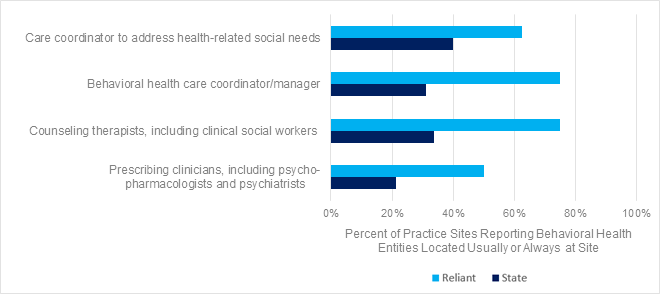 Care coordinator to address health-related social needs
Behavioral health care coordinator/manager
Counseling therapists, including clinical social workers
Prescribing clinicians, including psycho-
pharmacologists and psychiatrists
0% 20% 40% 60% 80% 100%
Percent of Practice Sites Reporting Behavioral Health
Entities Located Usually or Always at Site
Reliant State